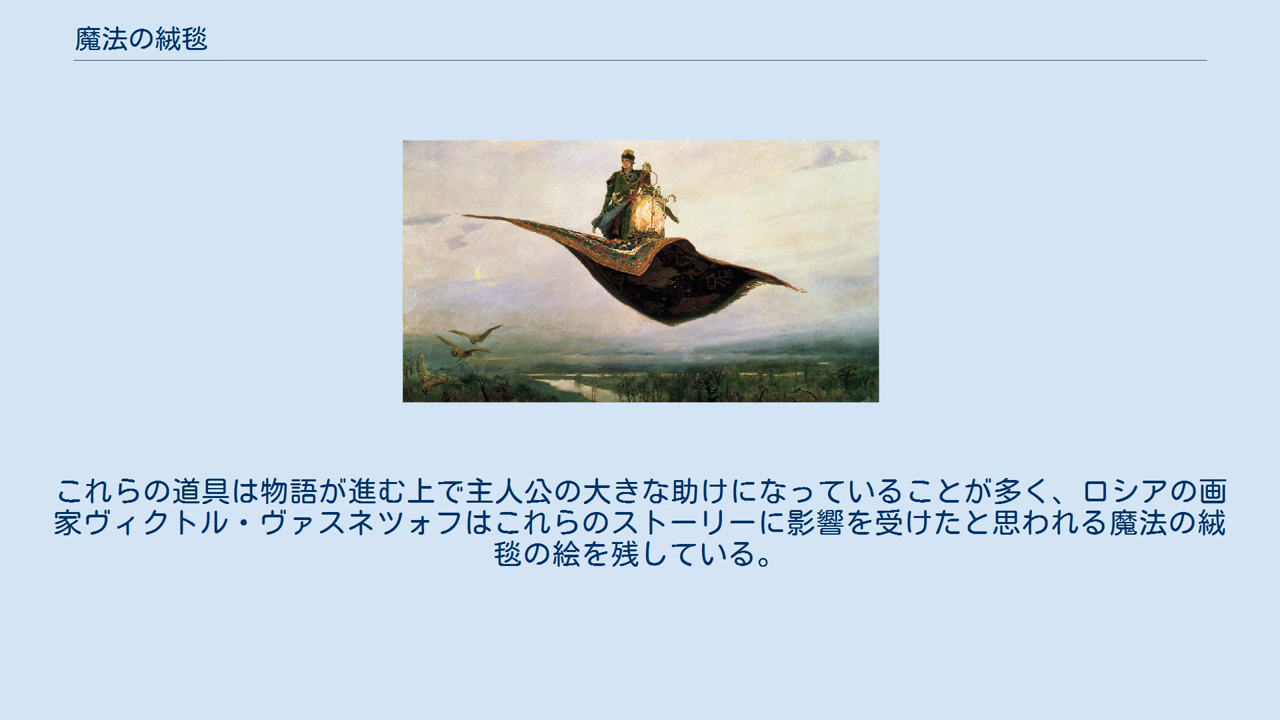 魔法の絨毯
これらの道具は物語が進む上で主人公の大きな助けになっていることが多く、ロシアの画
家ヴィクトル・ヴァスネツォフはこれらのストーリーに影響を受けたと思われる魔法の絨
毯の絵を残している。